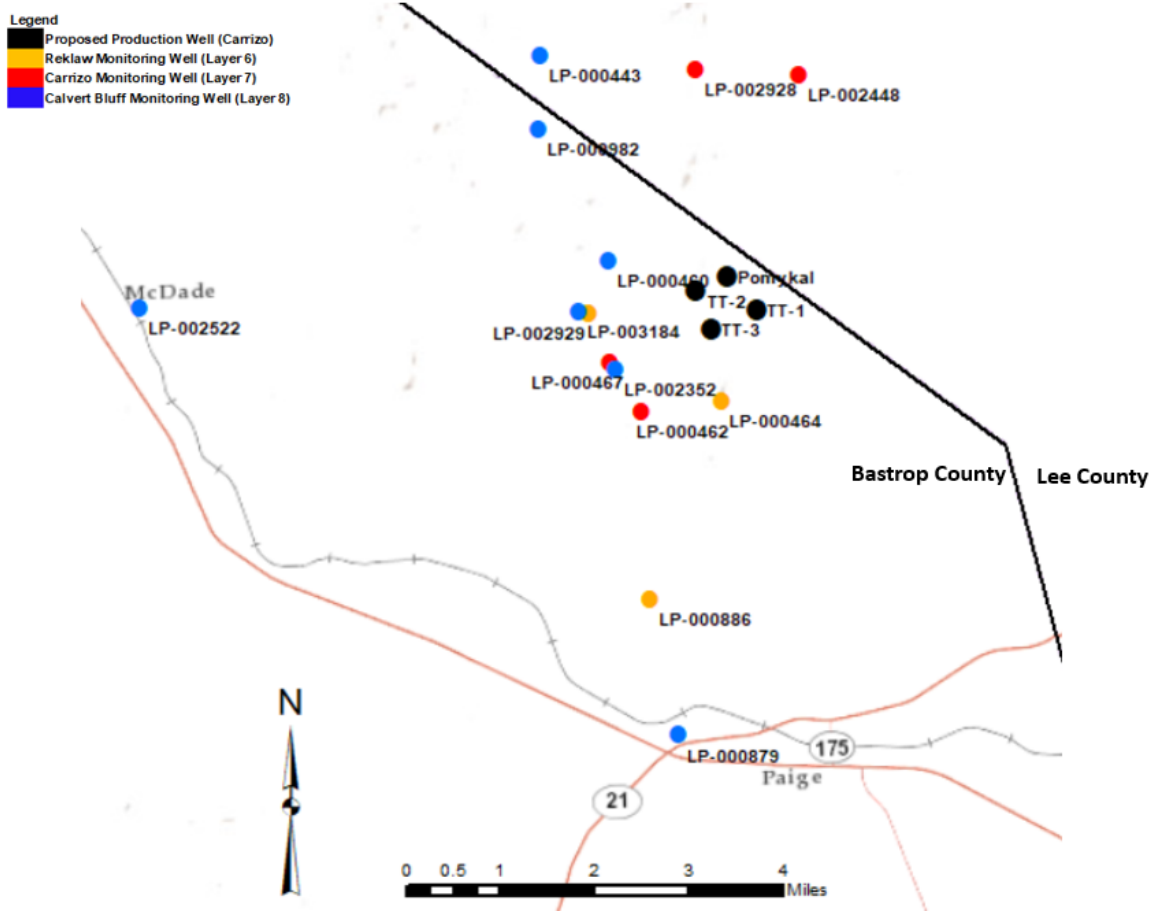 Legend
Proposed Production Well (Carrizo)
Reklaw Monitoring Well (Layer 6)
Carrizo Monitoring Well (Layer 7)
Calvert Bluff Monitoring Well (Layer 8)
LP-000443
LP-002928
LP-002448
LP-000982
LP-000460
Pomykal
McDade
TT-2
TT-1
LP-002522
LP-002929
LP-003184
TT-3
LP-000467
LP-002352
LP-000464
LP-000462
Bastrop County
Lee County
LP-000886
N
175
LP-000879
Paige
21
0 0.5 1 2 3 4
Miles